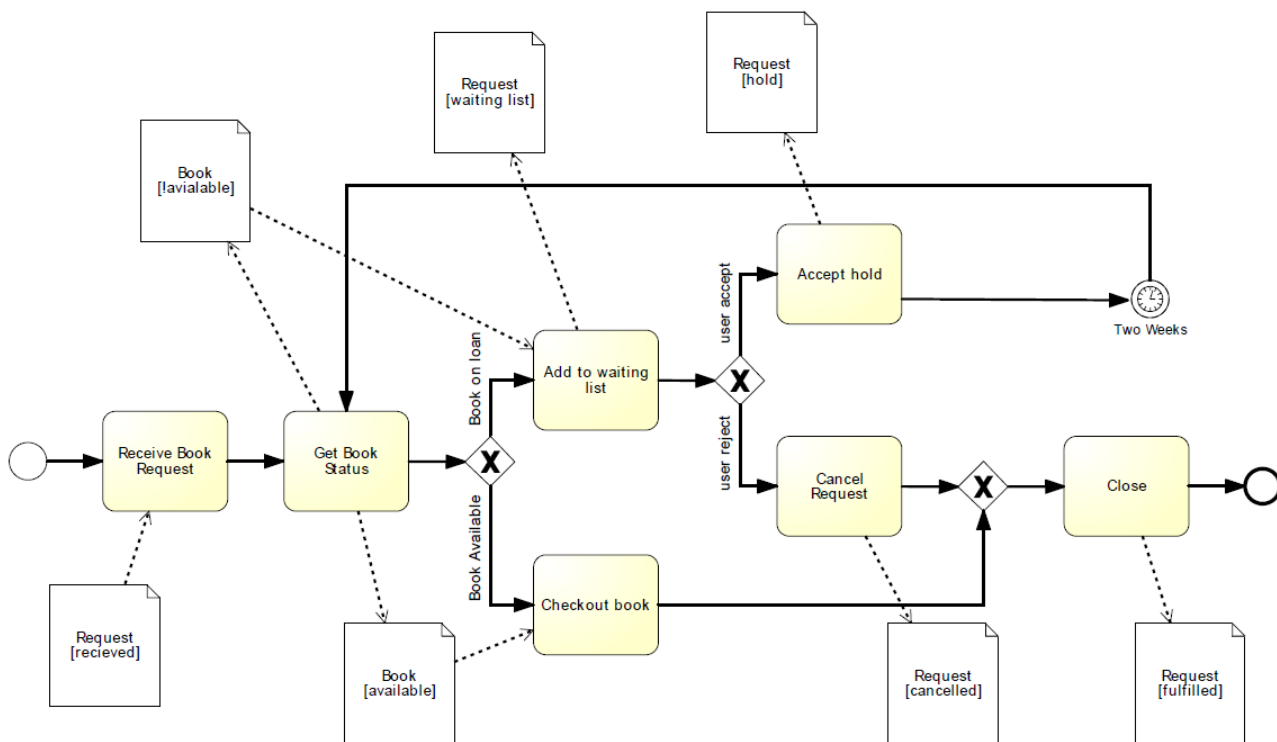 Request
[waiting list]
Request
[hold]
Book
[!avialable]
user accept
Accept hold
Two Weeks
Book on loan
Add to waiting
list
Receive Book
Request
Get Book
Status
X
X
user reject
Cancel
Request
X
Close
Book Available
Checkout book
Request
[recieved]
Book
[available]
Request
[cancelled]
Request
[fulfilled]